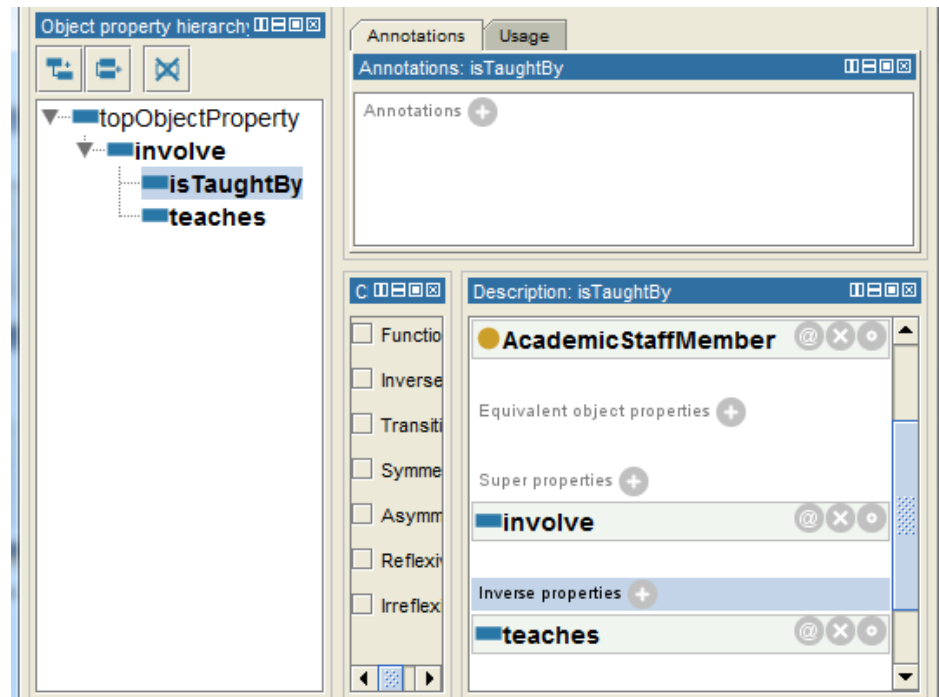 Object property hierarchy
topObjectProperty
involve
isTaughtBy
teaches
Annotations
Usage
Annotations: isTaughtBy
Annotations
C
Functio
Inverse
Transiti
Symme
Asymm
Reflexi
Irreflex
Description: isTaughtBy
AcademicStaffMember
Equivalent object properties
Super properties
involve
Inverse properties
teaches